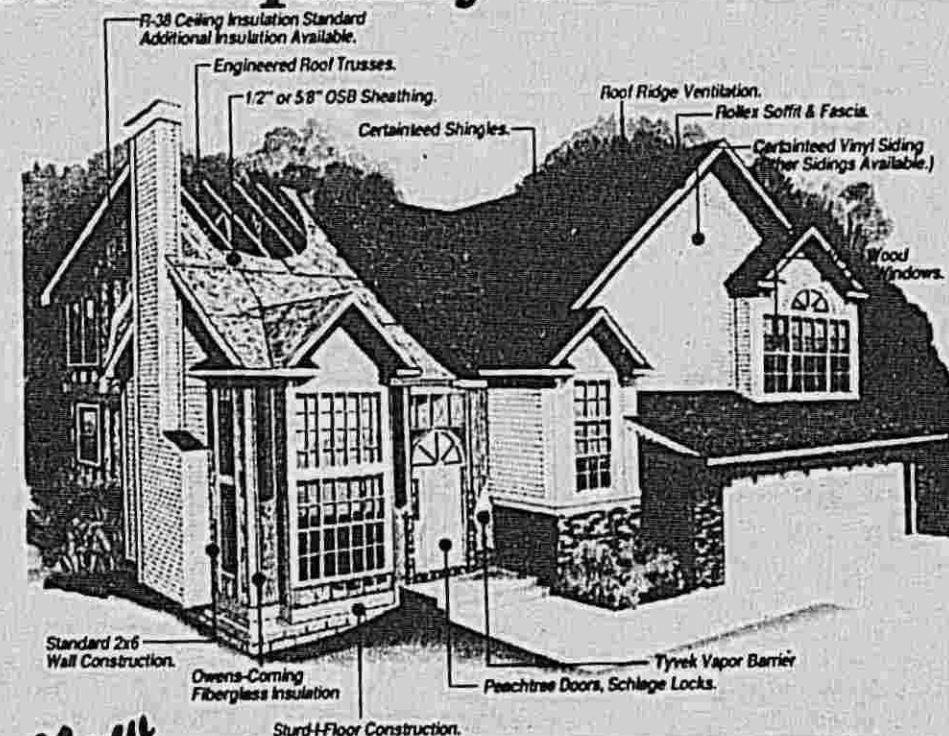 R-38 Ceiling Insulation Standard
Additional Insulation Available.
Engineered Roof Trusses.
1/2" or 5/8" OSB Sheathing.
Certainteed Shingles.
Roof Ridge Ventilation.
Rollex Soffit & Fascia.
Certainteed Vinyl Siding
(Other Sidings Available.)
Wood
Windows.
Standard 2x6
Wall Construction.
Owens-Corning
Fiberglass Insulation
Sturd-I-Floor Construction.
Peachtree Doors, Schlage Locks.
Tyvek Vapor Barrier